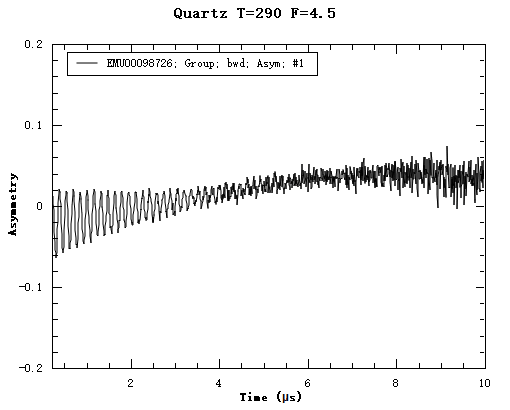 Quartz T=290 F=4.5
EMU00098726; Group; bwd; Asym; #1
0.2
0.1
0
-0.1
-0.2
Asymmetry
2 4 6 8 10
Time (μs)